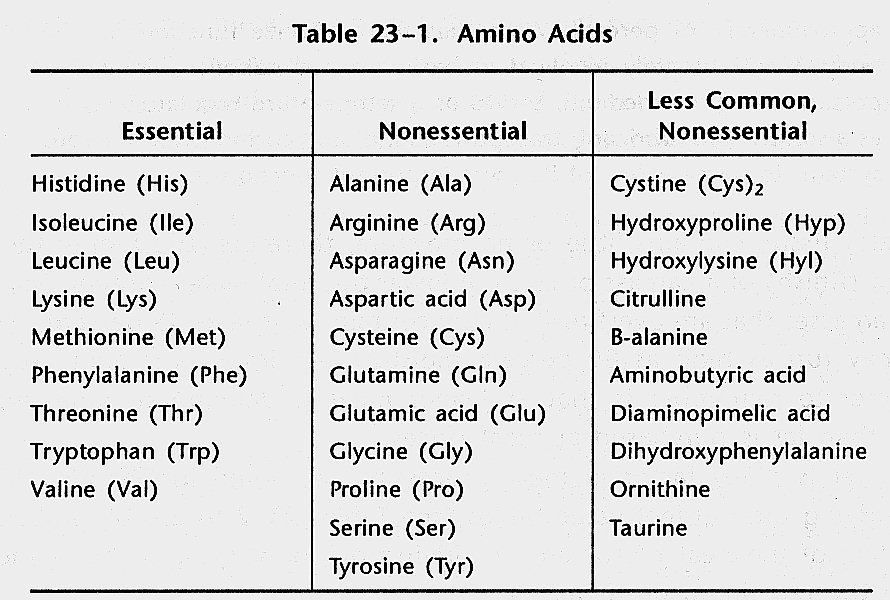 Table 23–1. Amino Acids
Essential
Nonessential
Less Common,
Nonessential
Histidine (His)
Isoleucine (Ile)
Leucine (Leu)
Lysine (Lys)
Methionine (Met)
Phenylalanine (Phe)
Threonine (Thr)
Tryptophan (Trp)
Valine (Val)
Alanine (Ala)
Arginine (Arg)
Asparagine (Asn)
Aspartic acid (Asp)
Cysteine (Cys)
Glutamine (Gln)
Glutamic acid (Glu)
Glycine (Gly)
Proline (Pro)
Serine (Ser)
Tyrosine (Tyr)
Cystine (Cys)₂
Hydroxyproline (Hyp)
Hydroxylysine (Hyl)
Citrulline
B-alanine
Aminobutyric acid
Diaminopimelic acid
Dihydroxyphenylalanine
Ornithine
Taurine